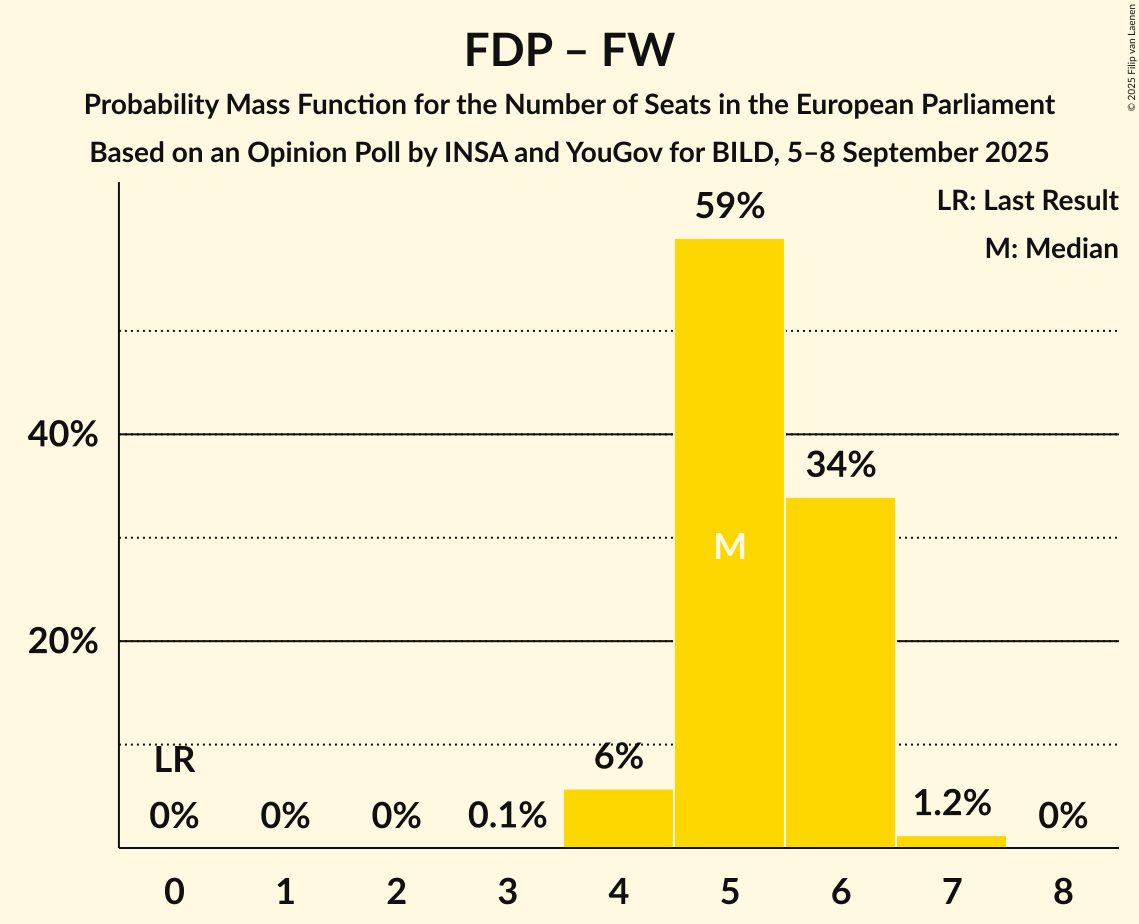 FDP – FW
Probability Mass Function for the Number of Seats in the European Parliament
Based on an Opinion Poll by INSA and YouGov for BILD, 5–8 September 2025
© 2025 Filip van Laenen
LR: Last Result
M: Median
59%
40%
34%
M
20%
LR
6%
0%
0%
0%
0.1%
1.2%
0%
0
1
2
3
4
5
6
7
8